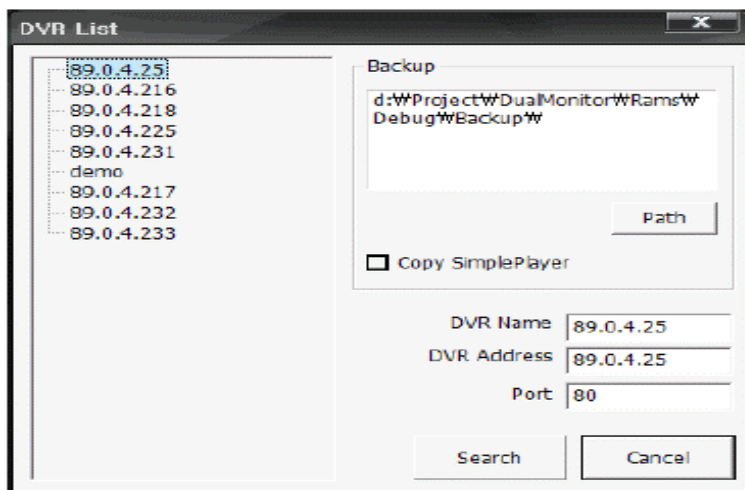 DVR List
89.0.4.25
89.0.4.216
89.0.4.218
89.0.4.225
89.0.4.231
demo
89.0.4.217
89.0.4.232
89.0.4.233
Backup
d:₩Project₩DualMonitor₩Rams₩
Debug₩Backup₩
Path
Copy SimplePlayer
DVR Name 89.0.4.25
DVR Address 89.0.4.25
Port 80
Search Cancel